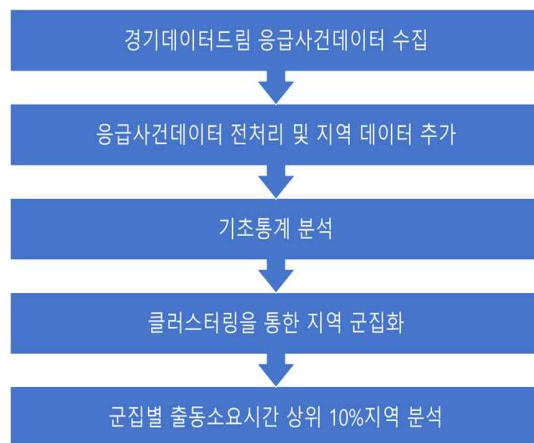 경기데이터드림 응급사건데이터 수집
응급사건데이터 전처리 및 지역 데이터 추가
기초통계 분석
클러스터링을 통한 지역 군집화
군집별 출동소요시간 상위 10%지역 분석